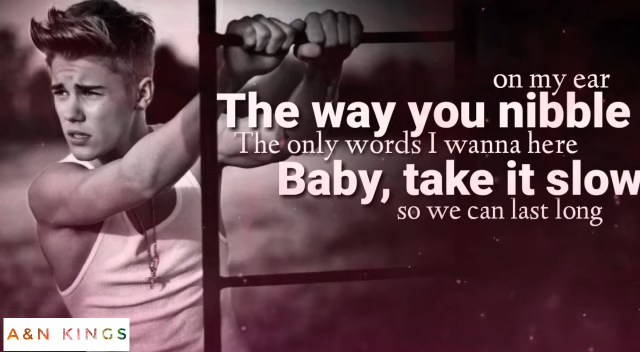 on my ear
The way you nibble
The only words I wanna here
Baby, take it slow
so we can last long
A&N KINGS